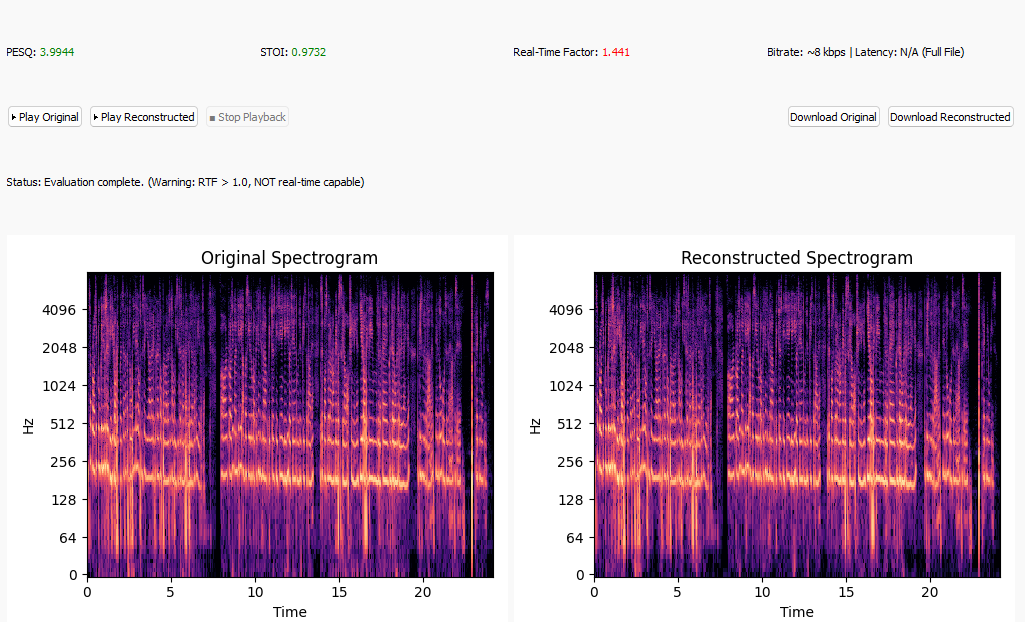 PESQ: 3.9944 STOI: 0.9732 Real-Time Factor: 1.441 Bitrate: ~8 kbps | Latency: N/A (Full File)
Play Original Play Reconstructed Stop Playback Download Original Download Reconstructed
Status: Evaluation complete. (Warning: RTF > 1.0, NOT real-time capable)
Original Spectrogram
4096
2048
1024
512
256
128
64
0
Hz
0 5 10 15 20
Time
Reconstructed Spectrogram
4096
2048
1024
512
256
128
64
0
Hz
0 5 10 15 20
Time